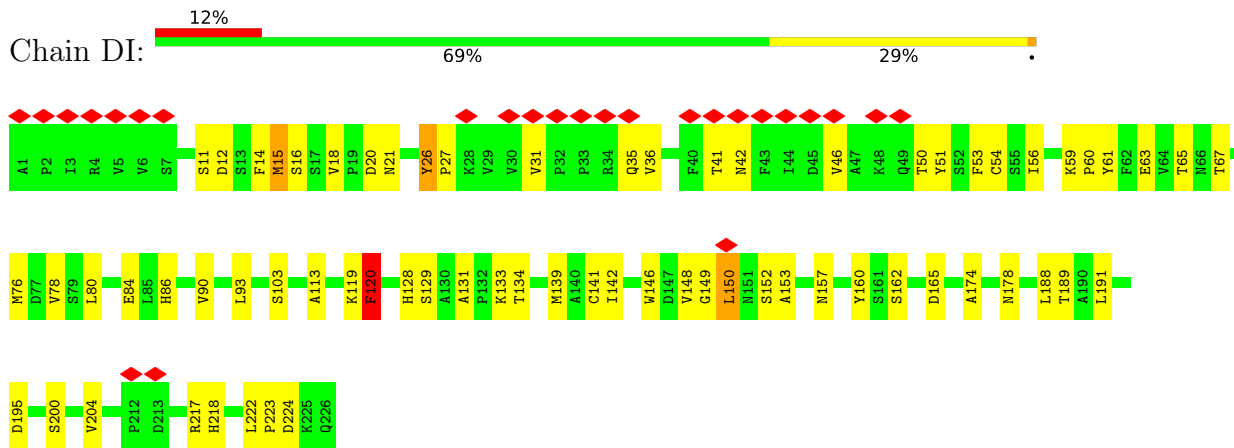 12%
Chain DI:
69% 29% •
A1 P2 I3 R4 V5 V6 S7 S11 D12 S13 F14 M15 S16 S17 V18 P19 D20 N21 Y26 P27 K28 V29 V30 V31 P32 P33 R34 Q35 V36 F40 T41 N42 F43 I44 D45 V46 A47 K48 Q49 T50 Y51 S52 F53 C54 S55 I56 K59 P60 Y61 F62 E63 V64 T65 N66 T67
M76 D77 V78 S79 L80 E84 L85 H86 V90 L93 S103 A113 K119 F120 H128 S129 A130 A131 P132 K133 T134 M139 A140 C141 I142 W146 D147 V148 G149 L150 N151 S152 A153 N157 Y160 S161 S162 D165 A174 N178 L188 T189 A190 L191
D195 S200 V204 P212 D213 R217 H218 L222 P223 D224 K225 Q226